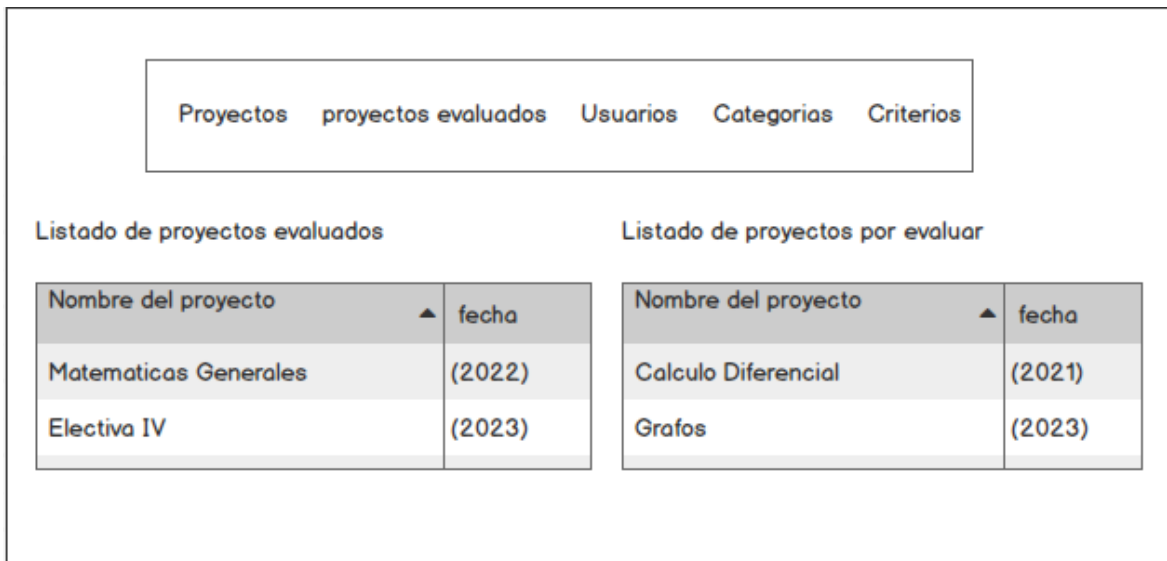 Proyectos proyectos evaluados Usuarios Categorias Criterios
Listado de proyectos evaluados
Nombre del proyecto fecha
Matematicas Generales (2022)
Electiva IV (2023)
Listado de proyectos por evaluar
Nombre del proyecto fecha
Calculo Diferencial (2021)
Grafos (2023)